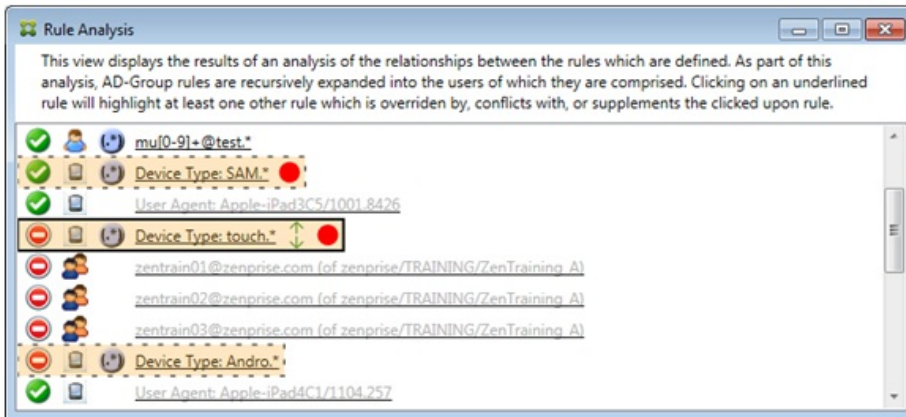 Rule Analysis
This view displays the results of an analysis of the relationships between the rules which are defined. As part of this
analysis, AD-Group rules are recursively expanded into the users of which they are comprised. Clicking on an underlined
rule will highlight at least one other rule which is overriden by, conflicts with, or supplements the clicked upon rule.
(.*) mu[0-9]+@test.*
(.*) Device Type: SAM.*
User Agent: Apple-iPad3C5/1001.8426
(.*) Device Type: touch.*
zentrain01@zenprise.com (of zenprise/TRAINING/ZenTraining A)
zentrain02@zenprise.com (of zenprise/TRAINING/ZenTraining A)
zentrain03@zenprise.com (of zenprise/TRAINING/ZenTraining A)
(.*) Device Type: Andro.*
User Agent: Apple-iPad4C1/1104.257